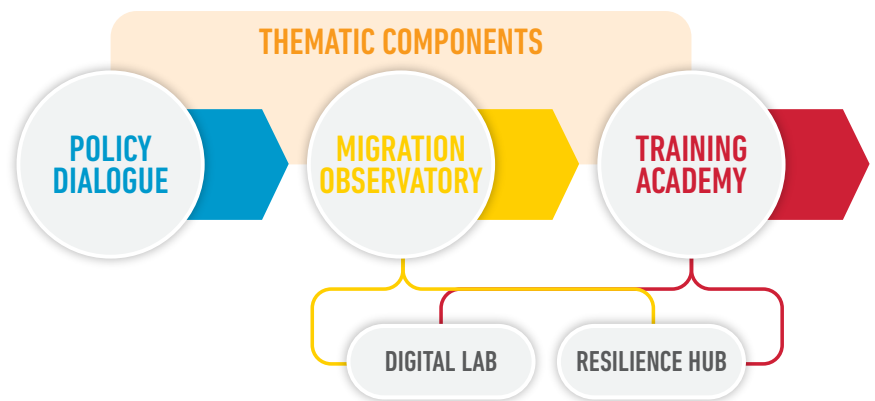 THEMATIC COMPONENTS
POLICY
DIALOGUE
MIGRATION
OBSERVATORY
TRAINING
ACADEMY
DIGITAL LAB
RESILIENCE HUB